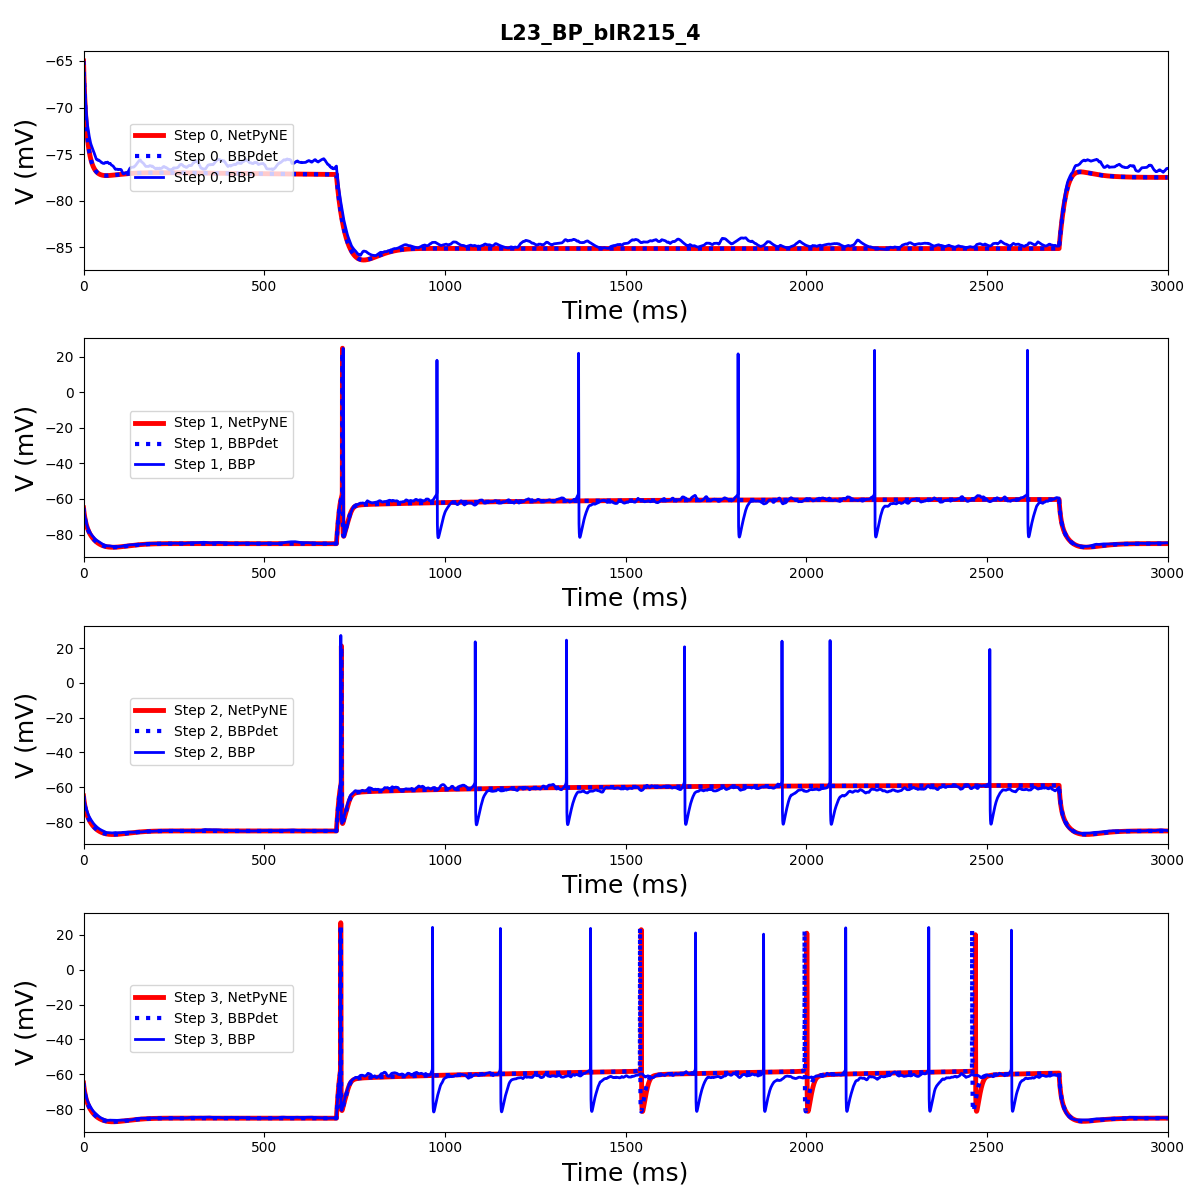 L23_BP_bIR215_4
−65
−70
−75
−80
−85
V (mV)
Step 0, NetPyNE
Step 0, BBPdet
Step 0, BBP
0 500 1000 1500 2000 2500 3000
Time (ms)
20
0
−20
−40
−60
−80
V (mV)
Step 1, NetPyNE
Step 1, BBPdet
Step 1, BBP
0 500 1000 1500 2000 2500 3000
Time (ms)
20
0
−20
−40
−60
−80
V (mV)
Step 2, NetPyNE
Step 2, BBPdet
Step 2, BBP
0 500 1000 1500 2000 2500 3000
Time (ms)
20
0
−20
−40
−60
−80
V (mV)
Step 3, NetPyNE
Step 3, BBPdet
Step 3, BBP
0 500 1000 1500 2000 2500 3000
Time (ms)